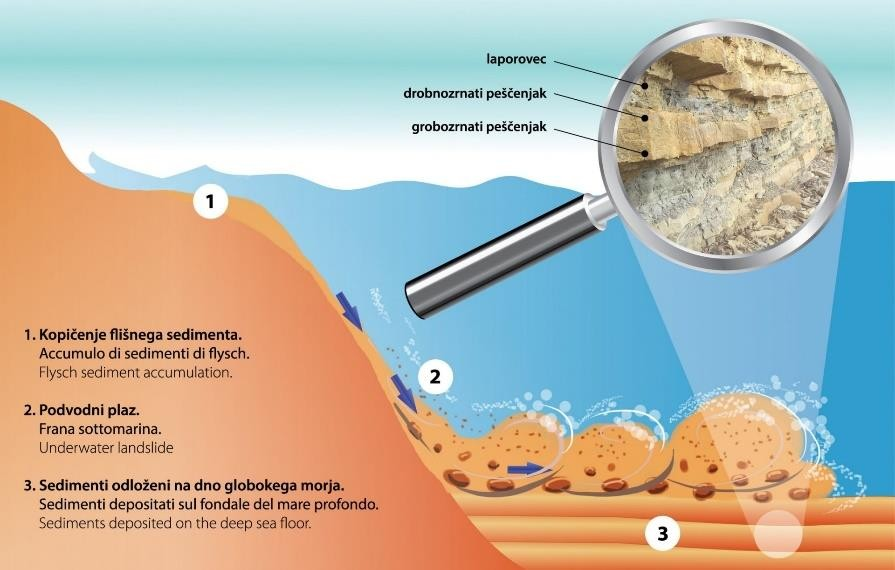 laporovec
drobnozrnati peščenjak
grobozrnati peščenjak
1
2
3
1. Kopičenje flišnega sedimenta.
Accumulo di sedimenti di flysch.
Flysch sediment accumulation.
2. Podvodni plaz.
Frana sottomarina.
Underwater landslide
3. Sedimenti odloženi na dno globokega morja.
Sedimenti depositati sul fondale del mare profondo.
Sediments deposited on the deep sea floor.